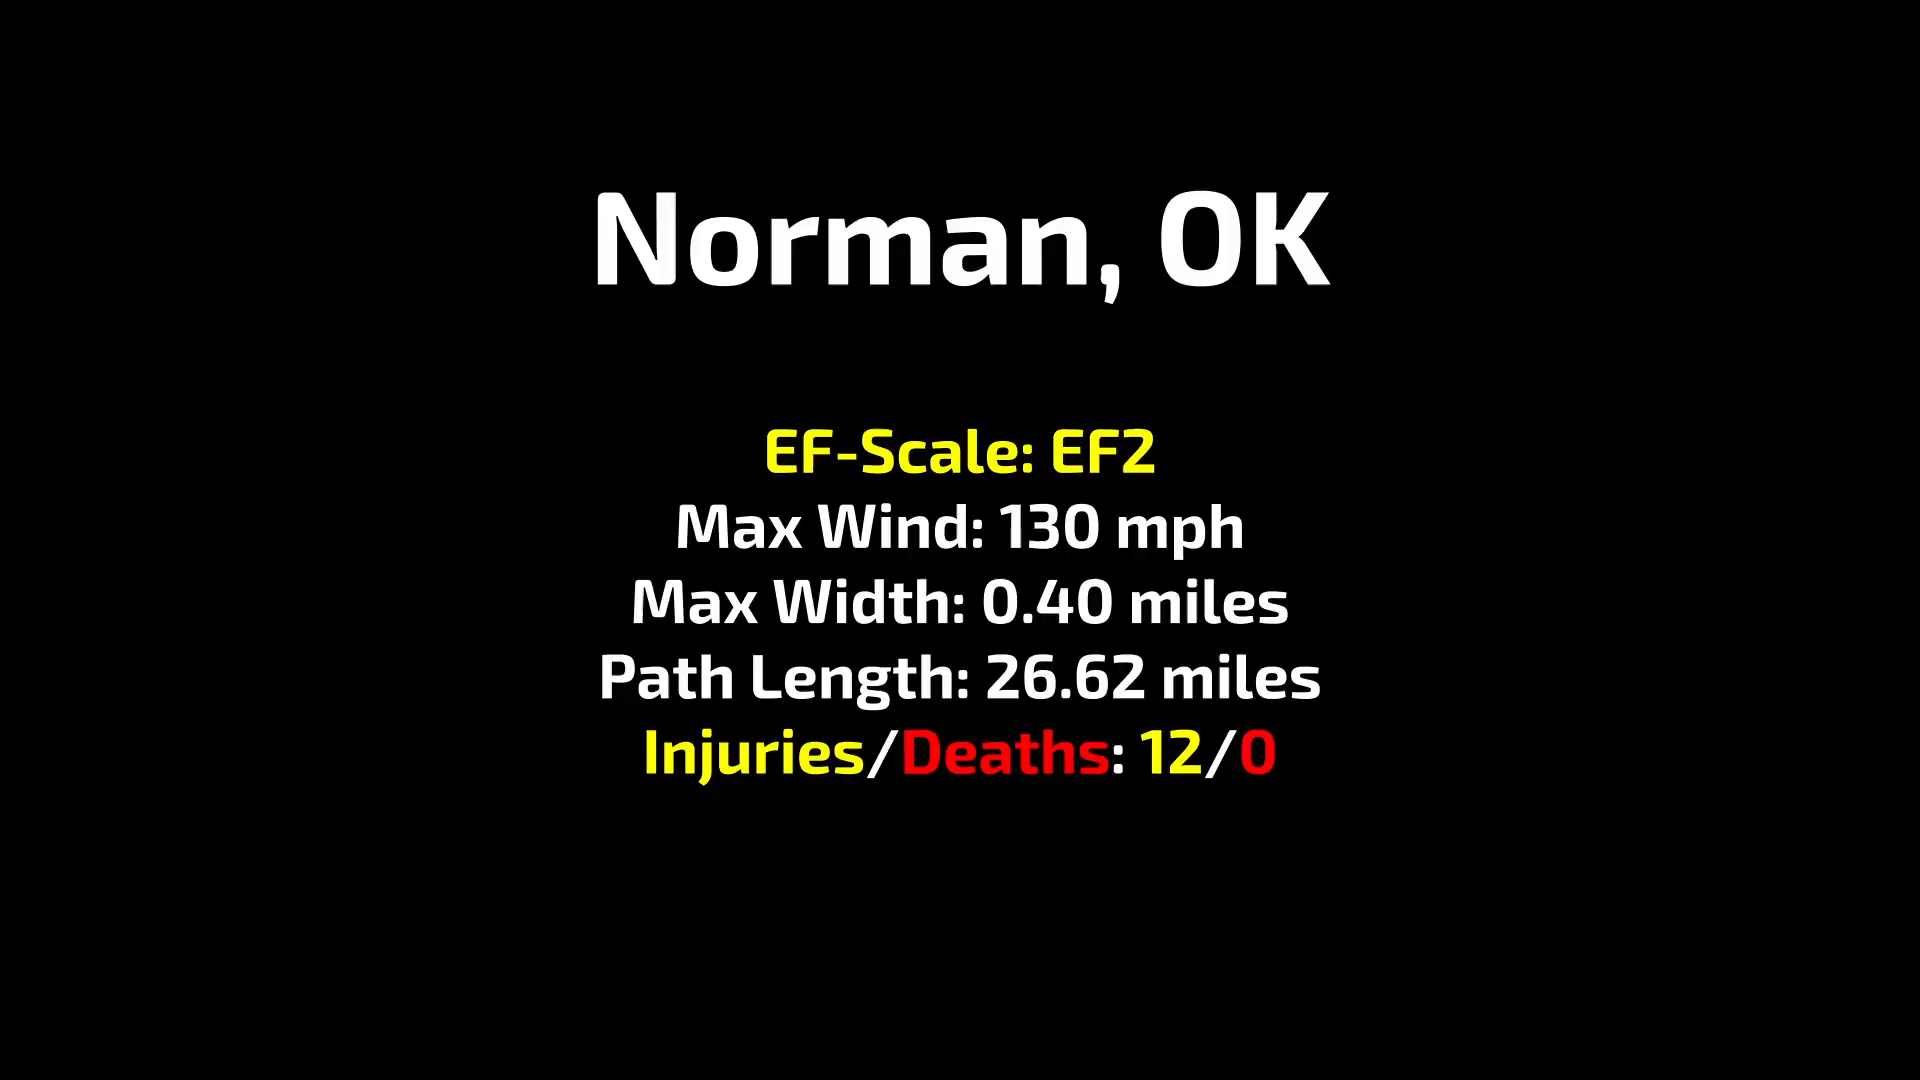 Norman, OK
EF-Scale: EF2
Max Wind: 130 mph
Max Width: 0.40 miles
Path Length: 26.62 miles
Injuries/Deaths: 12/0